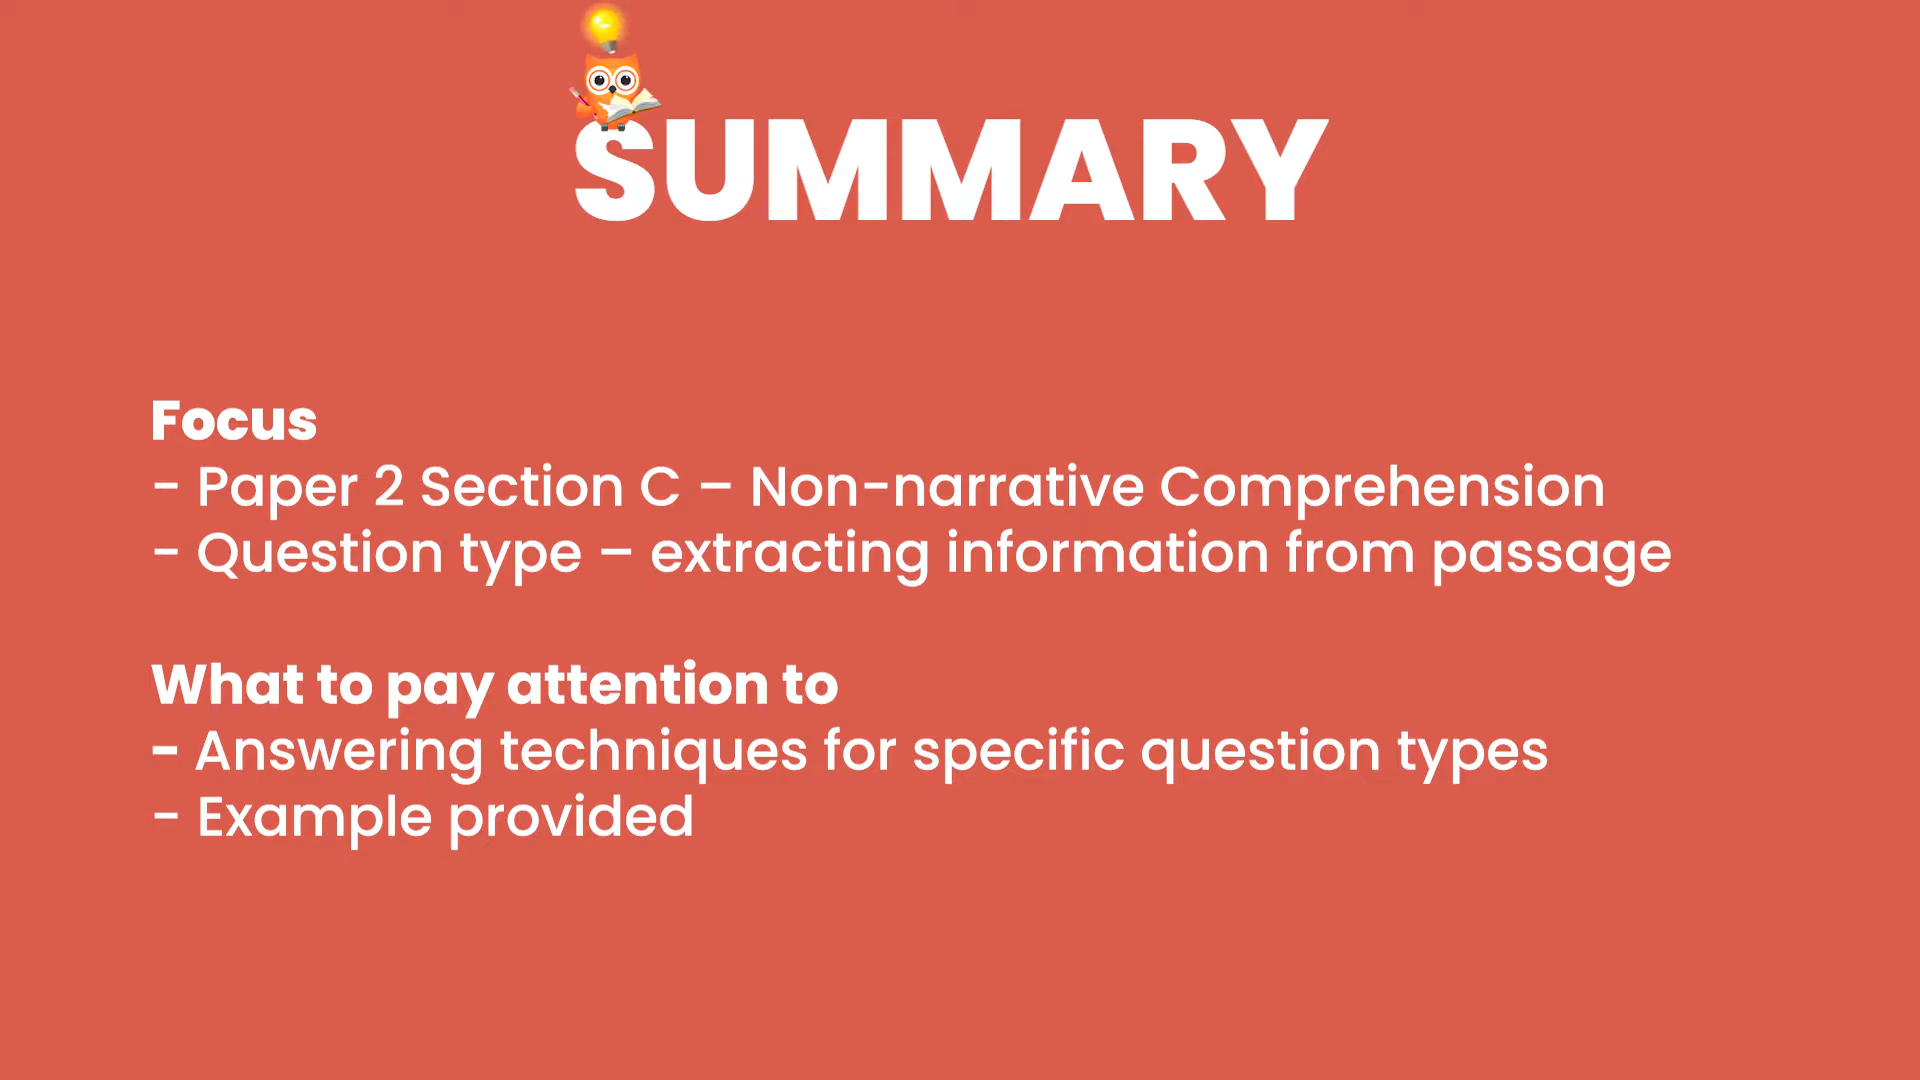 SUMMARY
Focus
- Paper 2 Section C – Non-narrative Comprehension
- Question type – extracting information from passage
What to pay attention to
- Answering techniques for specific question types
- Example provided